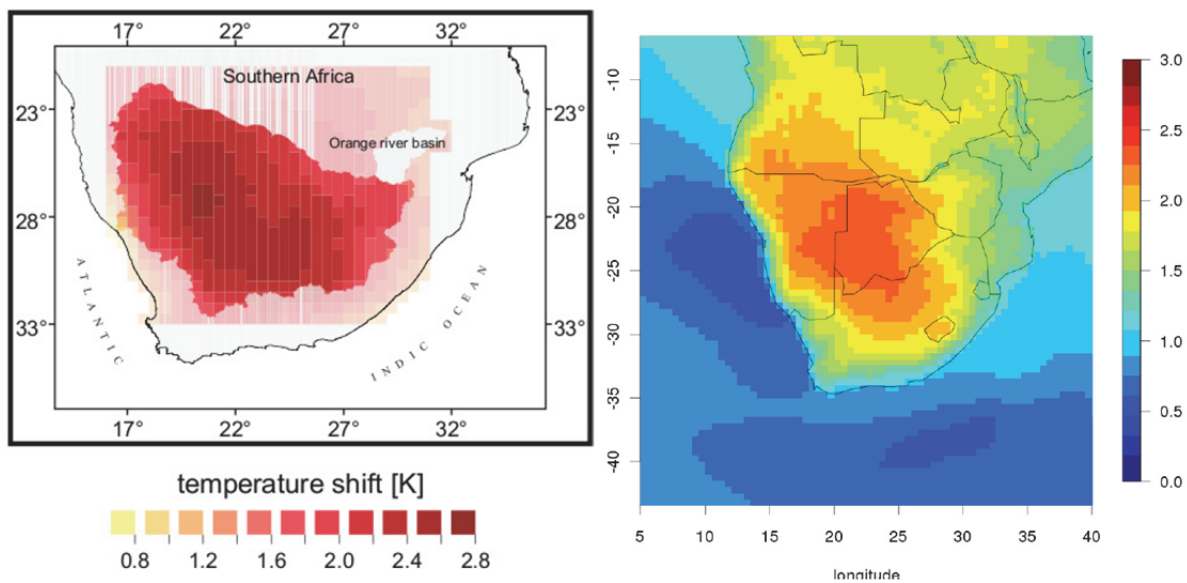 17° 22° 27° 32°
Southern Africa
23° 23°
Orange river basin
28° 28°
ATLANTIC
INDIC OCEAN
33° 33°
17° 22° 27° 32°
temperature shift [K]
0.8 1.2 1.6 2.0 2.4 2.8
-10
-15
-20
-25
-30
-35
-40
5 10 15 20 25 30 35 40
longitude
3.0
2.5
2.0
1.5
1.0
0.5
0.0